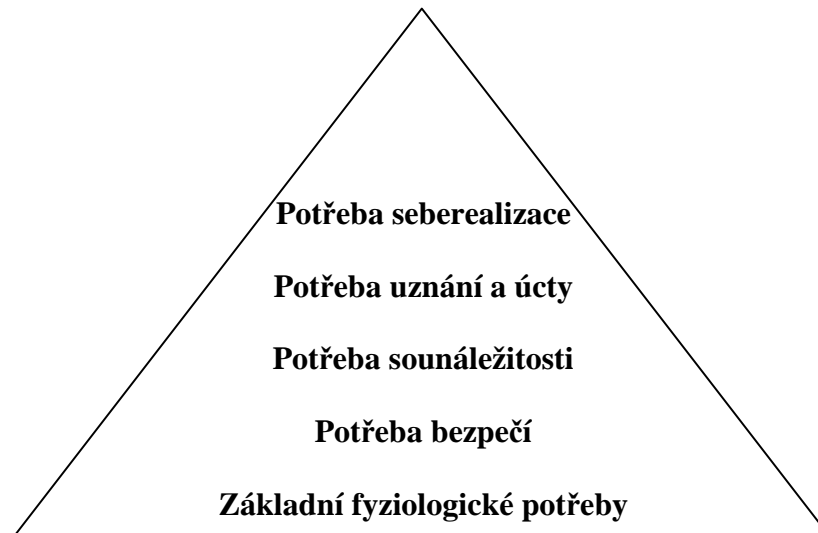 Potřeba seberealizace
Potřeba uznání a úcty
Potřeba sounáležitosti
Potřeba bezpečí
Základní fyziologické potřeby